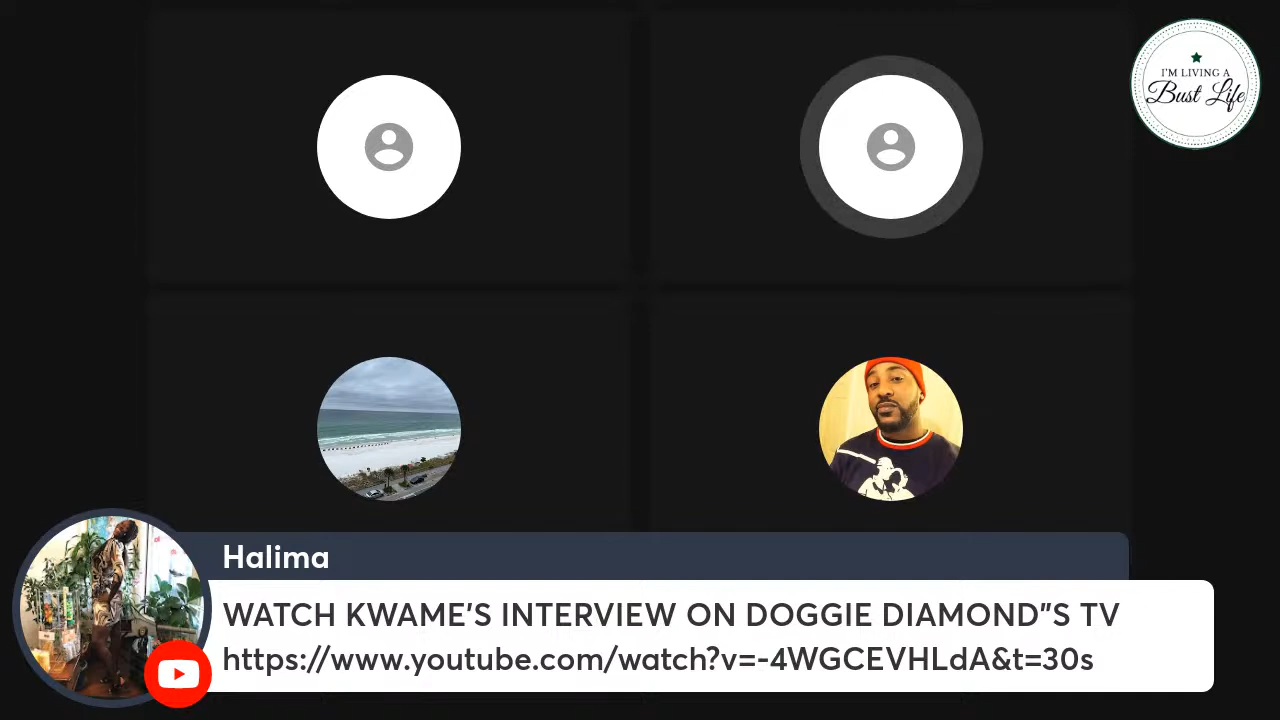 I'M LIVING A
Bust Life
Halima
WATCH KWAME'S INTERVIEW ON DOGGIE DIAMOND"S TV
https://www.youtube.com/watch?v=-4WGCEVHLdA&t=30s